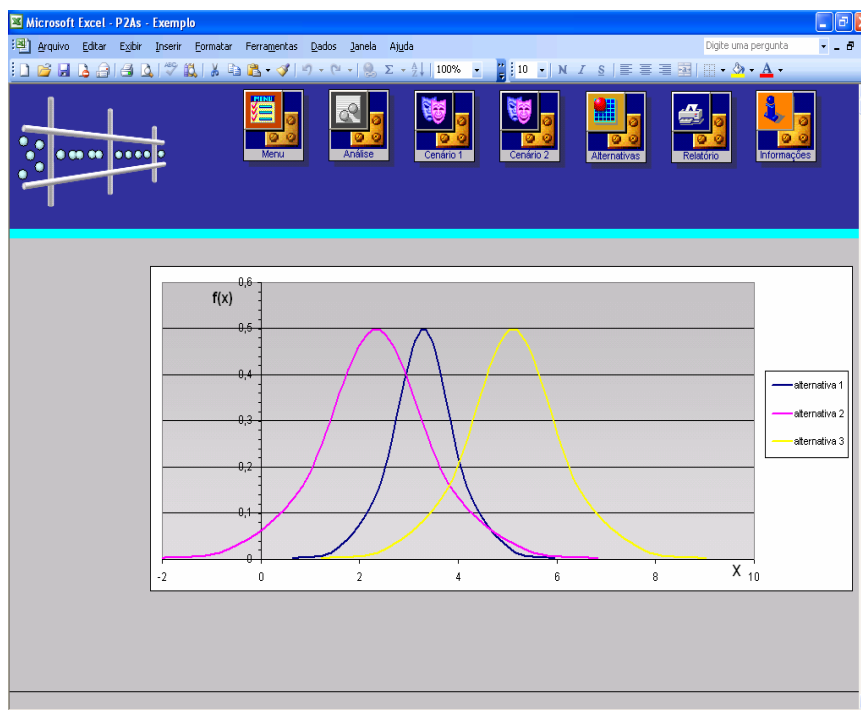 Microsoft Excel - P2As - Exemplo
Arquivo Editar Exibir Inserir Formatar Ferramentas Dados Janela Ajuda Digite uma pergunta
100% 10 N I S A
MENU
Menu Análise Cenário 1 Cenário 2 Alternativas Relatório Informações
0,6
f(x)
0,5
0,4
alternativa 1
alternativa 2
0,3
alternativa 3
0,2
0,1
0
-2 0 2 4 6 8 X 10